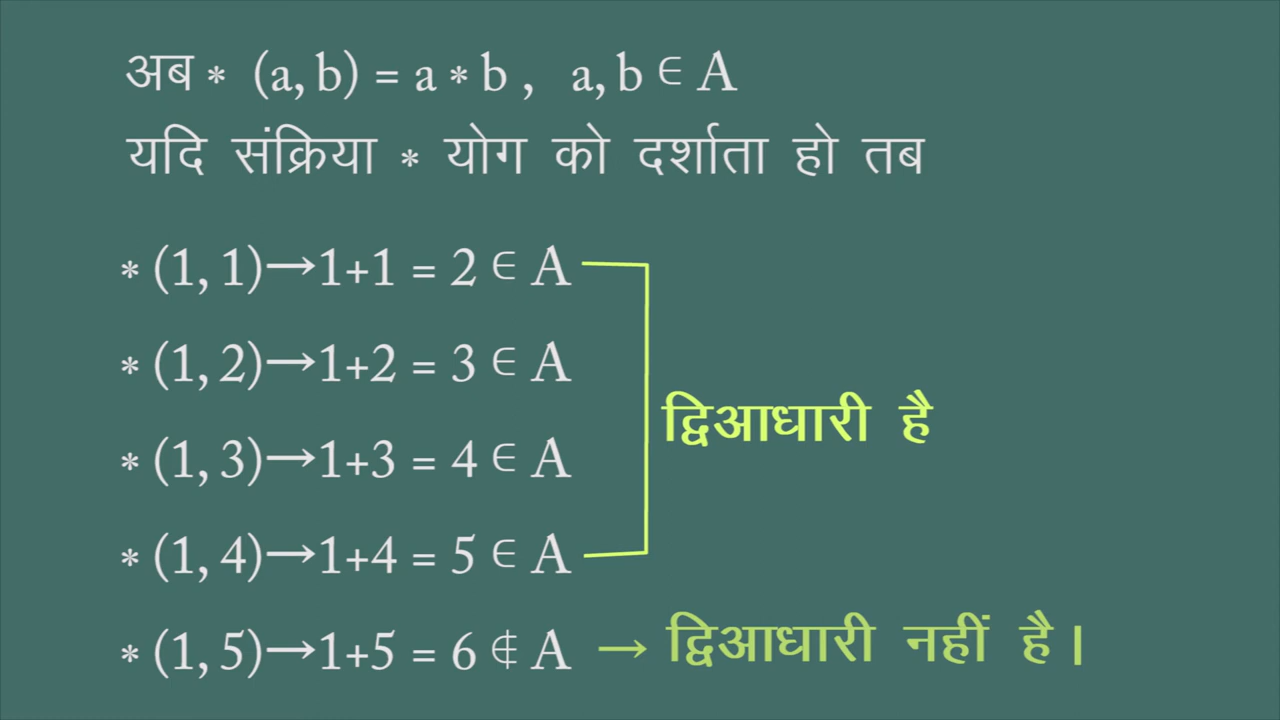 अब * (a, b) = a * b , a, b ∈ A
यदि संक्रिया * योग को दर्शाता हो तब
* (1, 1)→1+1 = 2 ∈ A
* (1, 2)→1+2 = 3 ∈ A
* (1, 3)→1+3 = 4 ∈ A
द्विआधारी है
* (1, 4)→1+4 = 5 ∈ A
* (1, 5)→1+5 = 6 ∉ A → द्विआधारी नहीं है।